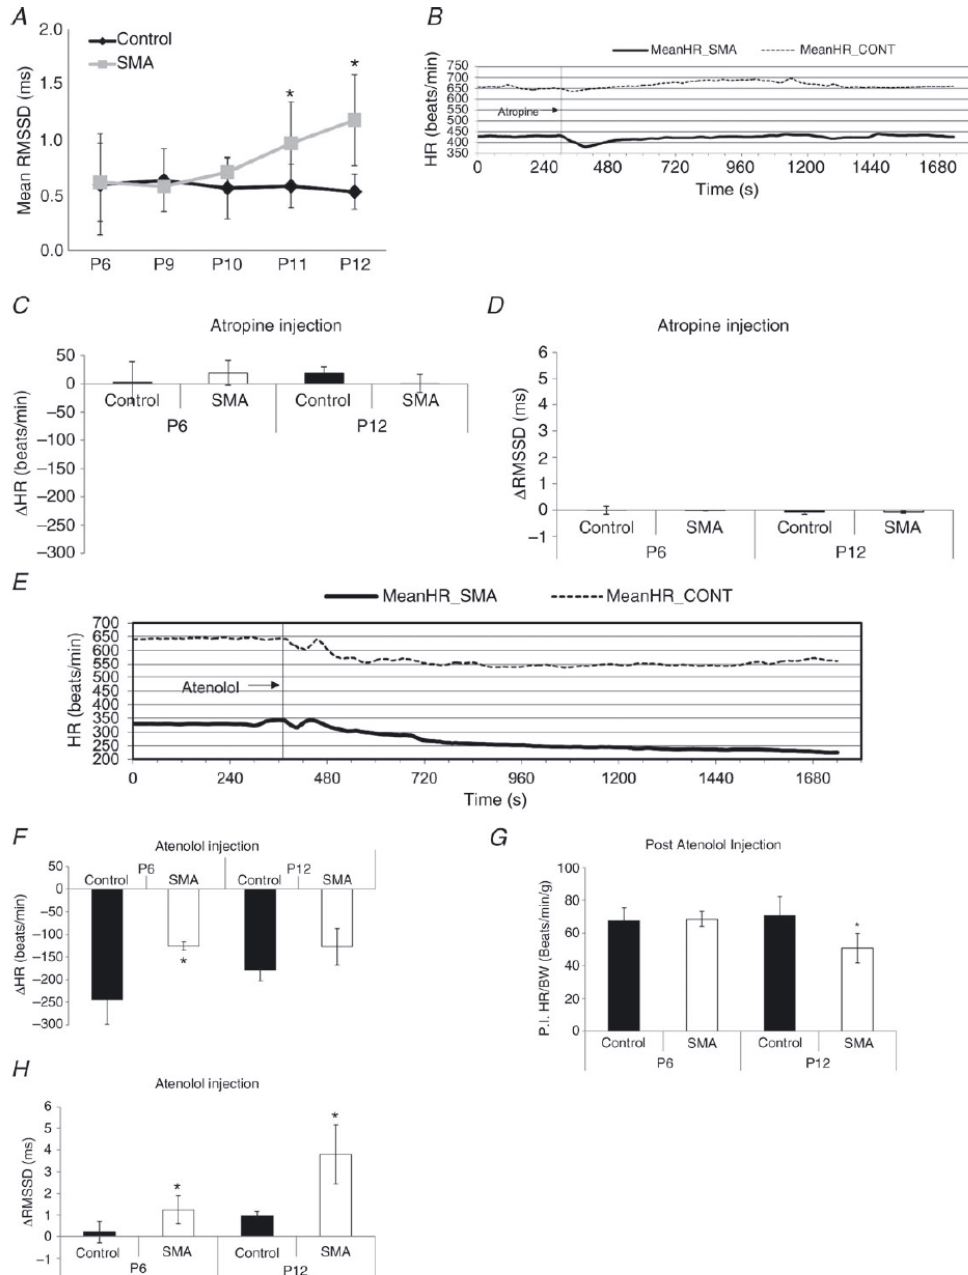 A
2.0
1.5
1.0
0.5
0.0
Mean RMSSD (ms)
Control
SMA
*
*
P6 P9 P10 P11 P12
B
MeanHR_SMA MeanHR_CONT
750
700
650
600
550
500
450
400
350
HR (beats/min)
Atropine
0 240 480 720 960 1200 1440 1680
Time (s)
C
Atropine injection
50
0
−50
−100
−150
−200
−250
−300
ΔHR (beats/min)
Control SMA Control SMA
P6 P12
D
Atropine injection
6
5
4
3
2
1
0
−1
ΔRMSSD (ms)
Control SMA Control SMA
P6 P12
E
MeanHR_SMA MeanHR_CONT
700
650
600
550
500
450
400
350
300
250
200
HR (beats/min)
Atenolol
0 240 480 720 960 1200 1440 1680
Time (s)
F
Atenolol injection
P6 P12
Control SMA Control SMA
50
0
−50
−100
−150
−200
−250
−300
ΔHR (beats/min)
*
G
Post Atenolol Injection
100
80
60
40
20
0
P.I. HR/BW (Beats/min/g)
*
Control SMA Control SMA
P6 P12
H
Atenolol injection
6
5
4
3
2
1
0
−1
ΔRMSSD (ms)
*
*
Control SMA Control SMA
P6 P12